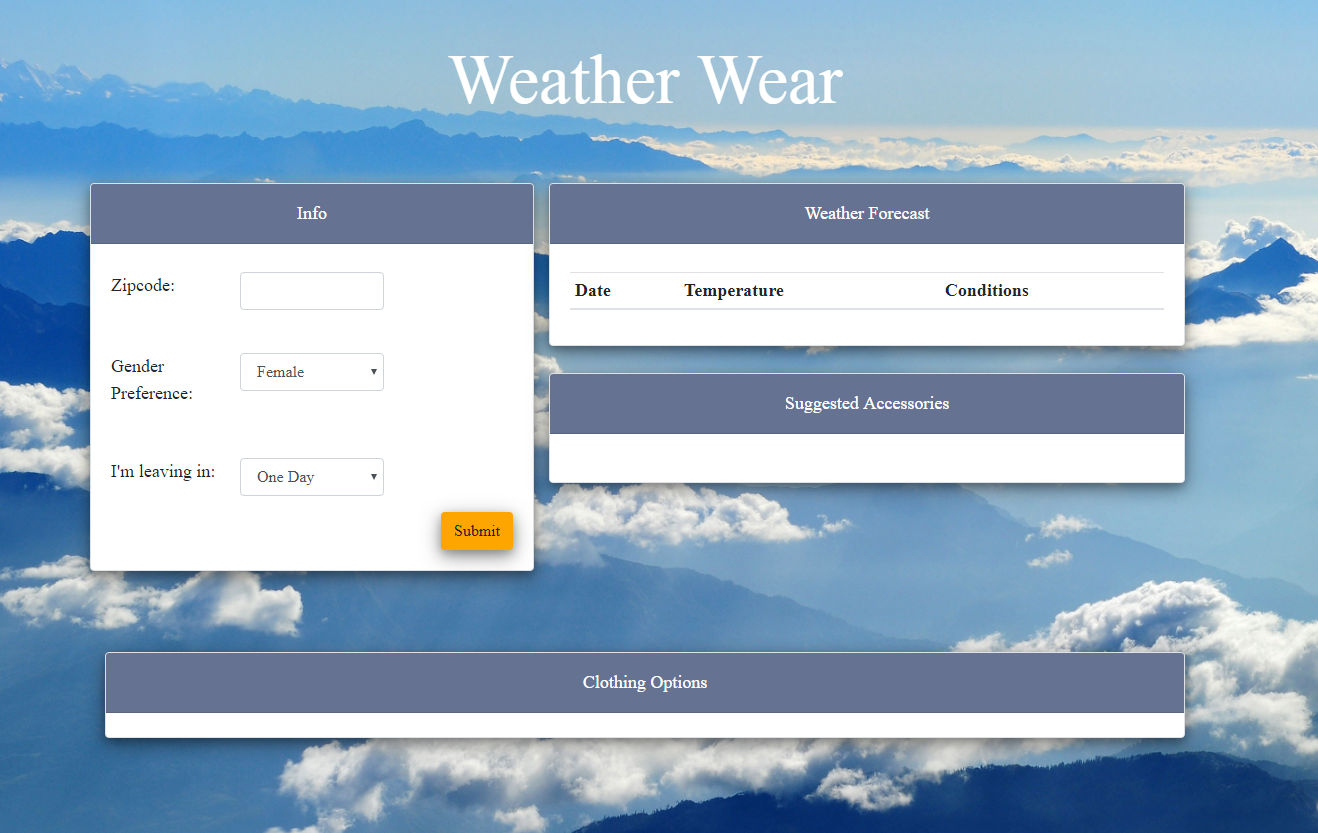 Weather Wear
Info
Zipcode:
Gender
Preference:
Female
I'm leaving in:
One Day
Submit
Weather Forecast
Date Temperature Conditions
Suggested Accessories
Clothing Options